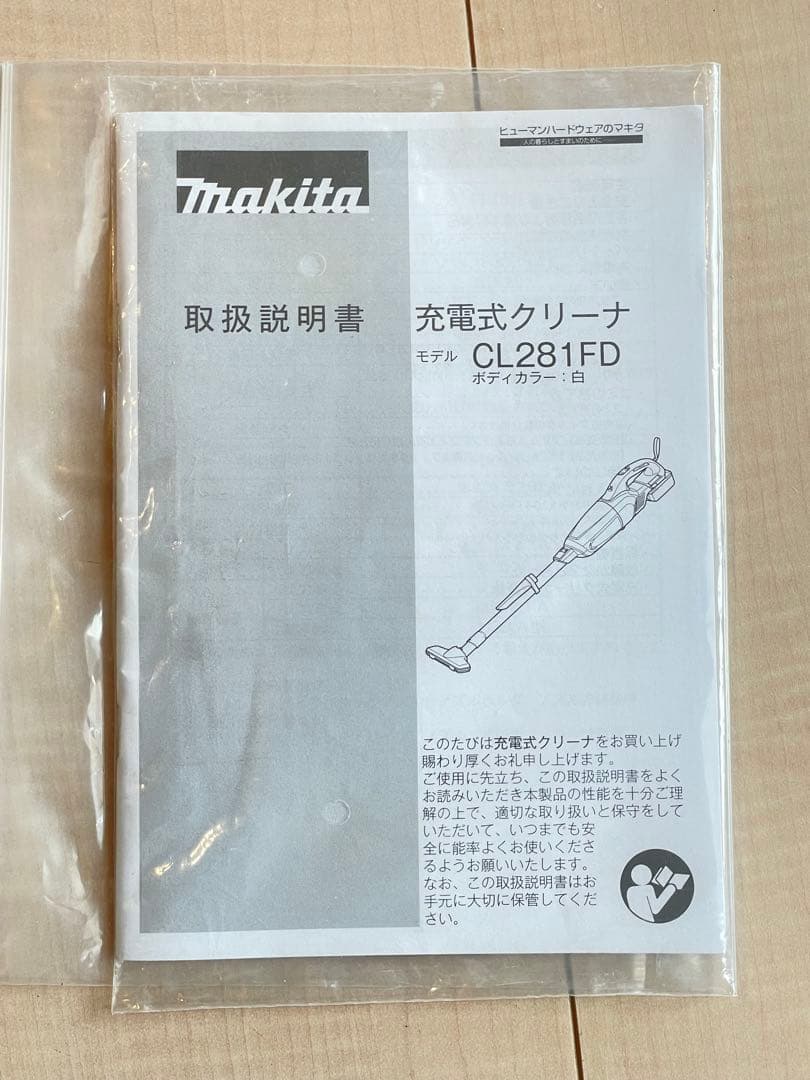 ヒューマンハードウェアのマキタ
人の暮らしとすまいのために
makita
取扱説明書
充電式クリーナ
モデル CL281FD
ボディカラー：白
このたびは充電式クリーナをお買い上げ
賜わり厚くお礼申し上げます。
ご使用に先立ち、この取扱説明書をよく
お読みいただき本製品の性能を十分ご理
解の上で、適切な取り扱いと保守をして
いただいて、いつまでも安
全に能率よくお使いくださ
るようお願いいたします。
なお、この取扱説明書はお
手元に大切に保管してくだ
さい。